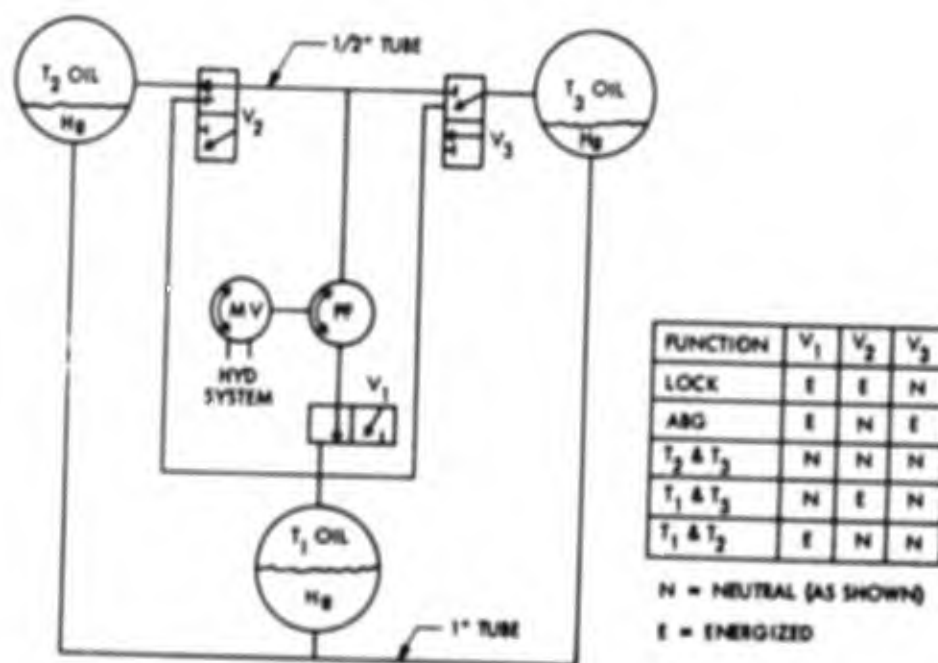 1/2" TUBE
T2 OIL
Hg
V2
T3 OIL
Hg
V3
MV
PF
HYD
SYSTEM
V1
T1 OIL
Hg
1" TUBE
FUNCTION V1 V2 V3
LOCK E E N
ABG E N E
T2 & T3 N N N
T1 & T3 N E N
T1 & T2 E N N
N = NEUTRAL (AS SHOWN)
E = ENERGIZED